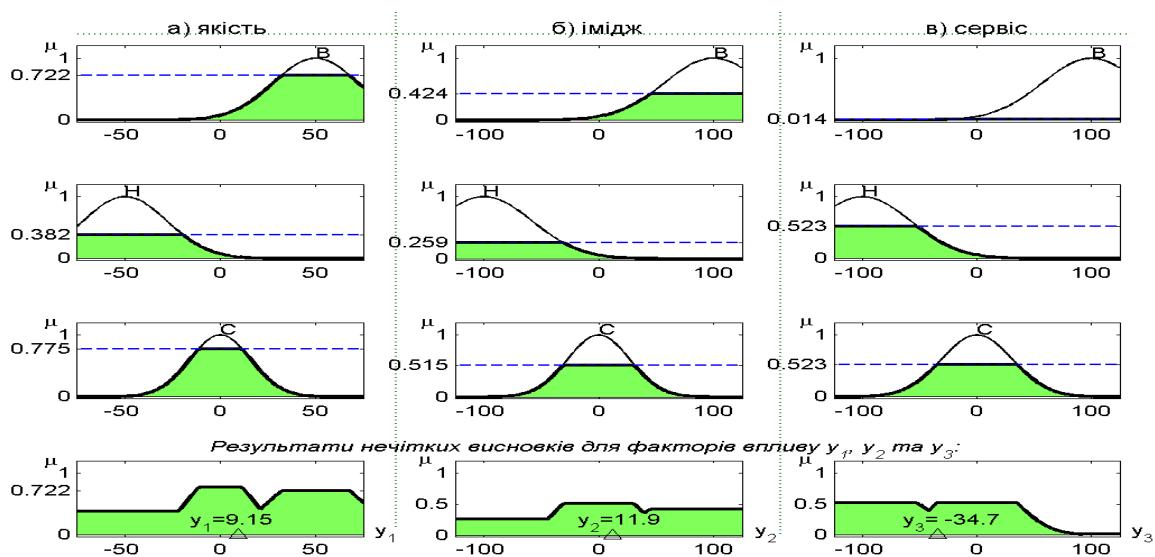 а) якість б) імідж в) сервіс
μ 1 В μ 1 В μ 1 В
0.722 0.424 0.014
0 0
-50 0 50 -100 0 100 -100 0 100
μ 1 Н μ 1 Н μ 1 Н
0.382 0.259 0.523
0 0 0
-50 0 50 -100 0 100 -100 0 100
μ 1 С μ 1 С μ 1 С
0.775 0.515 0.523
0 0 0
-50 0 50 -100 0 100 -100 0 100
Результати нечітких висновків для факторів впливу y1, y2 та y3:
μ 1 μ 1 μ 1
0.722 0.5 0.5
y1=9.15 y2=11.9 y3= -34.7
0 y1 0 y2 0 y3
-50 0 50 -100 0 100 -100 0 100